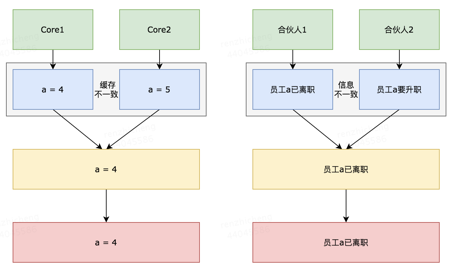 Core1
Core2
a = 4
缓存
不一致
a = 5
a = 4
a = 4
合伙人1
合伙人2
员工a已离职
信息
不一致
员工a要升职
员工a已离职
员工a已离职